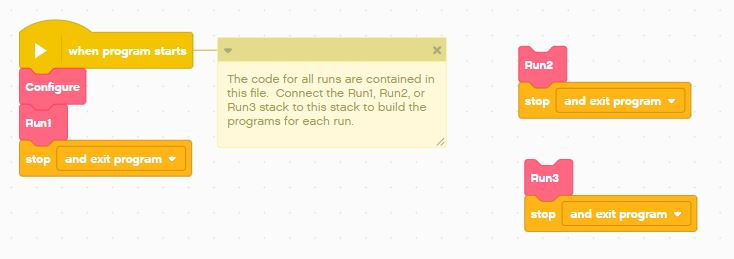 when program starts
Configure
Run1
stop and exit program
The code for all runs are contained in
this file. Connect the Run1, Run2, or
Run3 stack to this stack to build the
programs for each run.
Run2
stop and exit program
Run3
stop and exit program